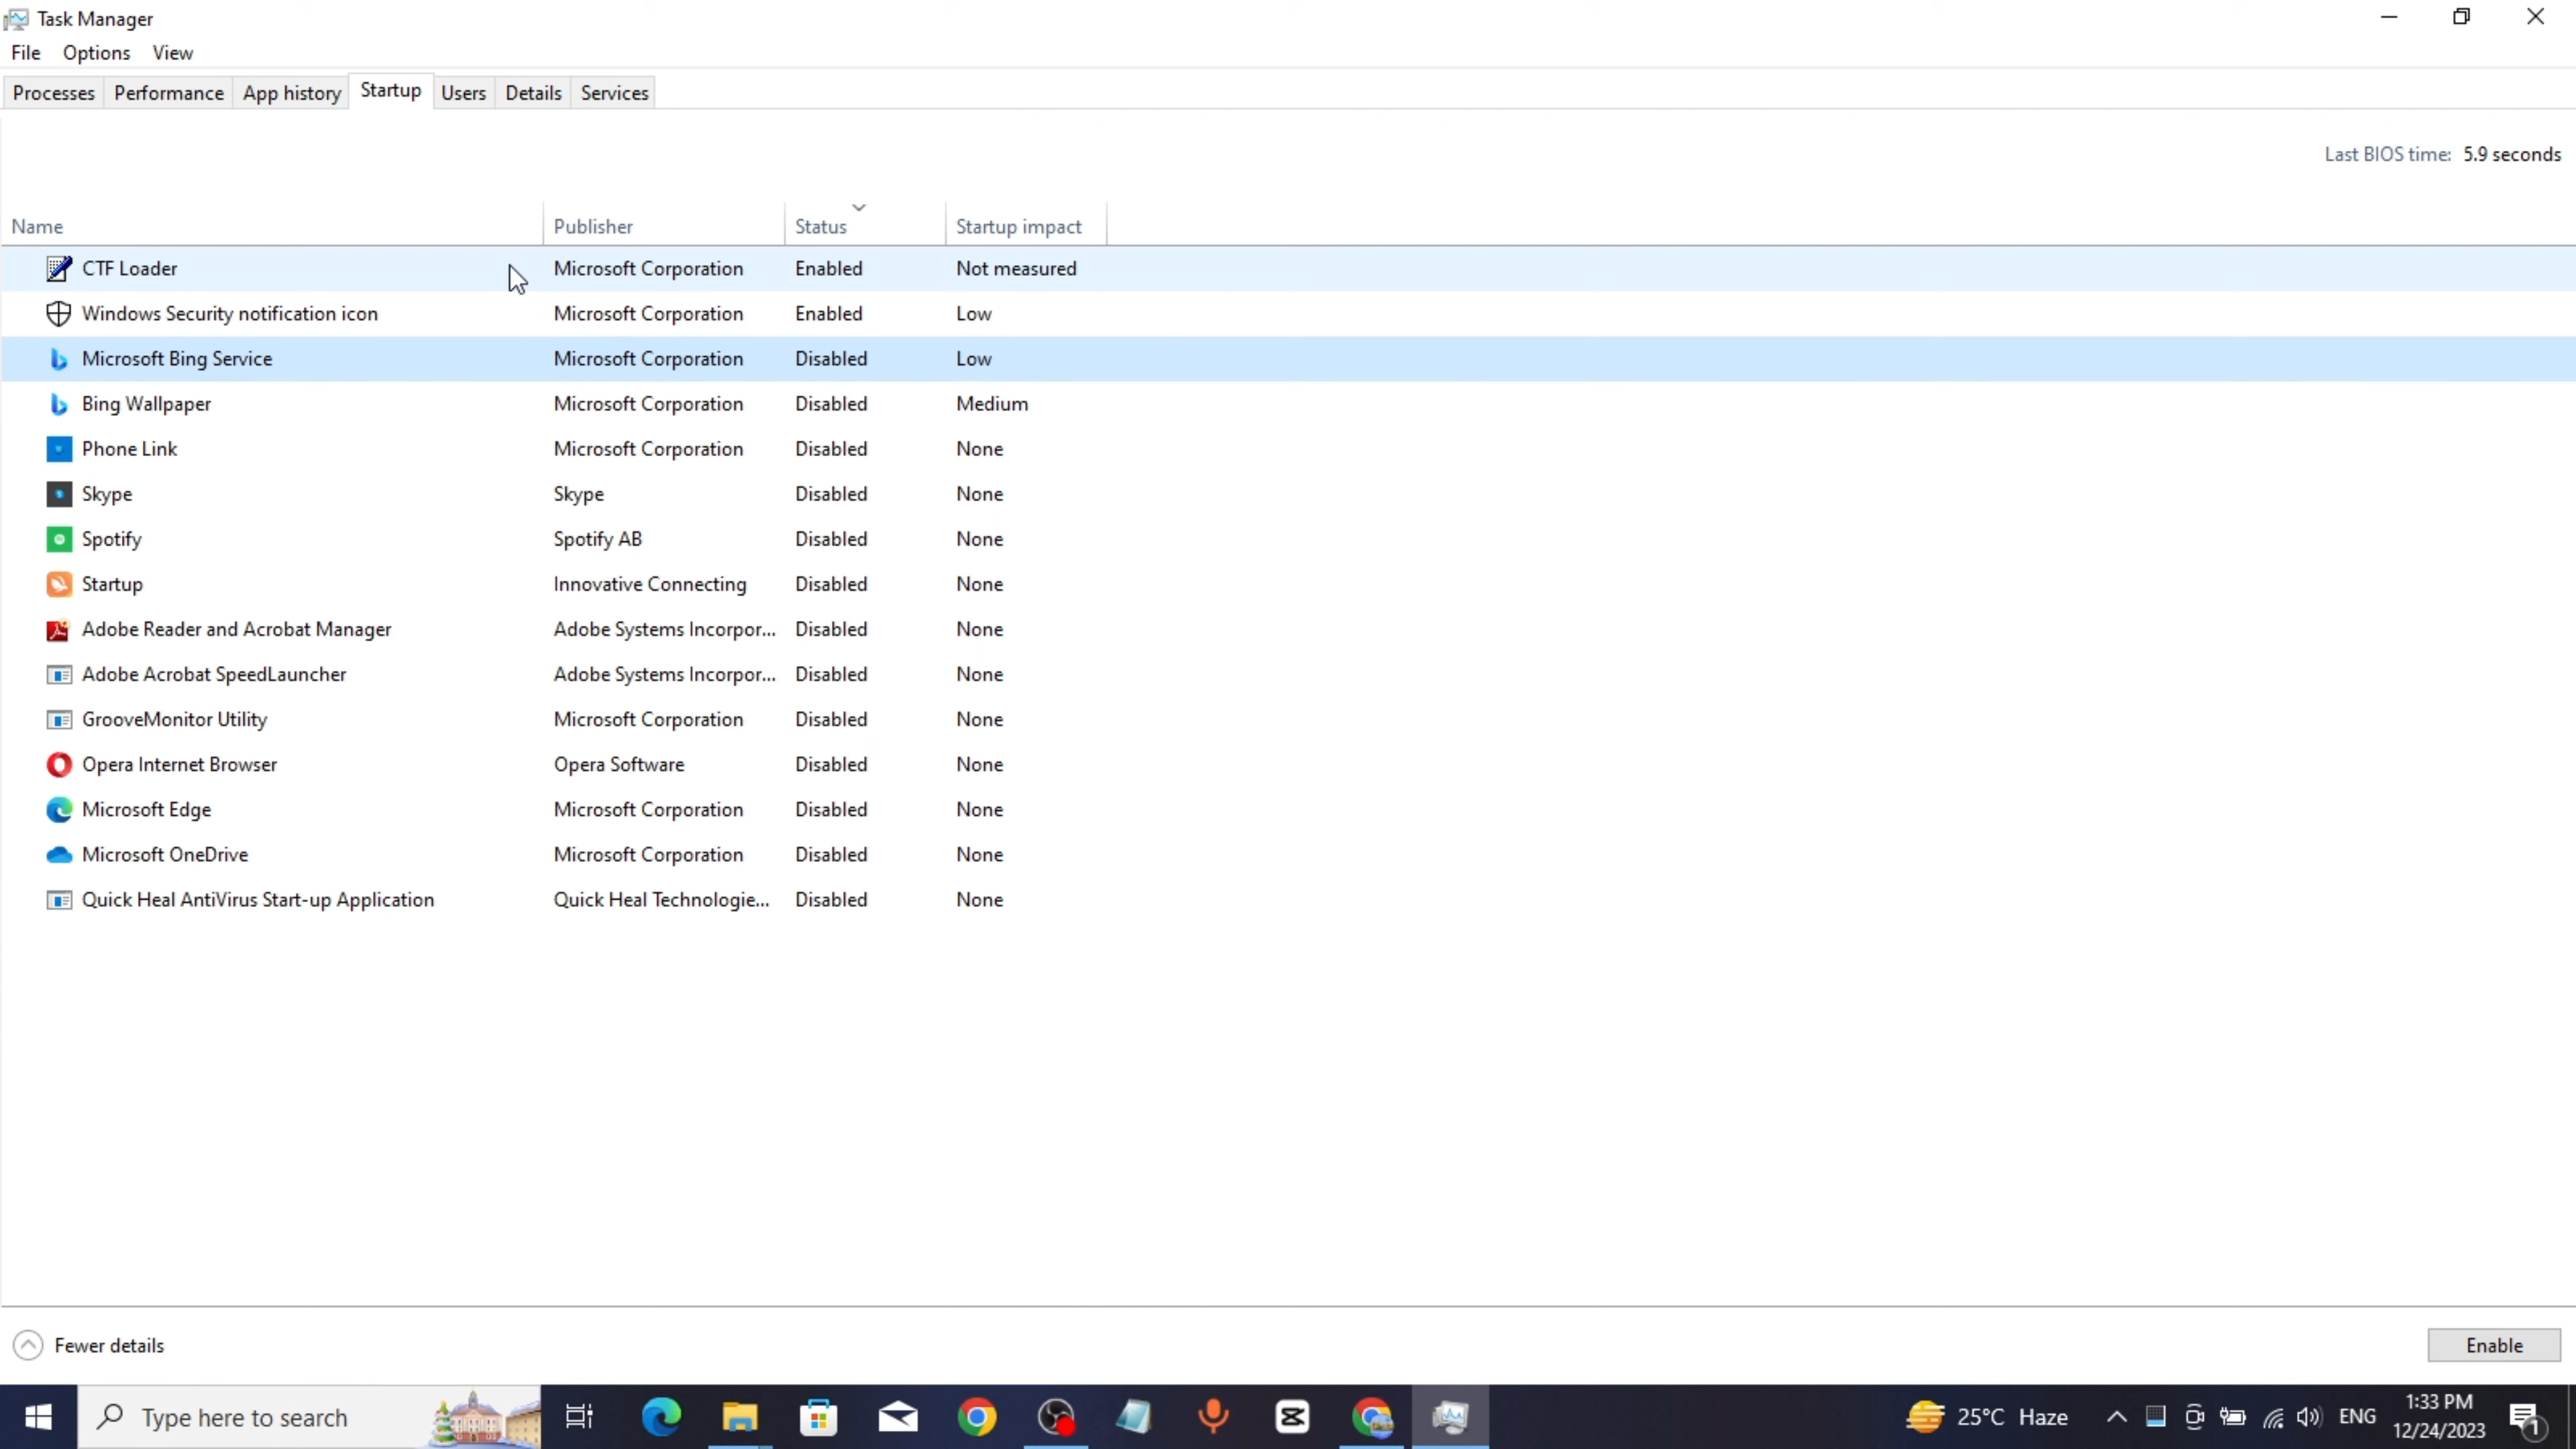 Task Manager
File Options View
Processes Performance App history Startup Users Details Services
Last BIOS time: 5.9 seconds
Name Publisher Status Startup impact
CTF Loader Microsoft Corporation Enabled Not measured
Windows Security notification icon Microsoft Corporation Enabled Low
Microsoft Bing Service Microsoft Corporation Disabled Low
Bing Wallpaper Microsoft Corporation Disabled Medium
Phone Link Microsoft Corporation Disabled None
Skype Skype Disabled None
Spotify Spotify AB Disabled None
Startup Innovative Connecting Disabled None
Adobe Reader and Acrobat Manager Adobe Systems Incorpor... Disabled None
Adobe Acrobat SpeedLauncher Adobe Systems Incorpor... Disabled None
GrooveMonitor Utility Microsoft Corporation Disabled None
Opera Internet Browser Opera Software Disabled None
Microsoft Edge Microsoft Corporation Disabled None
Microsoft OneDrive Microsoft Corporation Disabled None
Quick Heal AntiVirus Start-up Application Quick Heal Technologie... Disabled None
Fewer details Enable
Type here to search 25°C Haze ENG 1:33 PM
12/24/2023 1